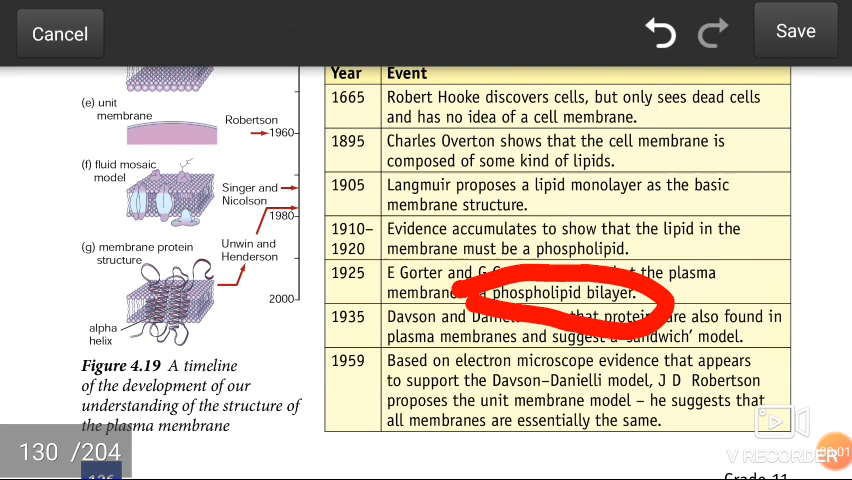 Cancel
Save
(e) unit
membrane
Robertson
1960
(f) fluid mosaic
model
Singer and
Nicolson
1980
(g) membrane protein
structure
Unwin and
Henderson
2000
alpha
helix
Figure 4.19 A timeline
of the development of our
understanding of the structure of
the plasma membrane
Year Event
1665 Robert Hooke discovers cells, but only sees dead cells
and has no idea of a cell membrane.
1895 Charles Overton shows that the cell membrane is
composed of some kind of lipids.
1905 Langmuir proposes a lipid monolayer as the basic
membrane structure.
1910– Evidence accumulates to show that the lipid in the
1920 membrane must be a phospholipid.
1925 E Gorter and G the plasma
membrane a phospholipid bilayer.
1935 Davson and Danielli that proteins are also found in
plasma membranes and suggest a 'sandwich' model.
1959 Based on electron microscope evidence that appears
to support the Davson–Danielli model, J D Robertson
proposes the unit membrane model – he suggests that
all membranes are essentially the same.
130 /204
V RECORDER
Grade 11